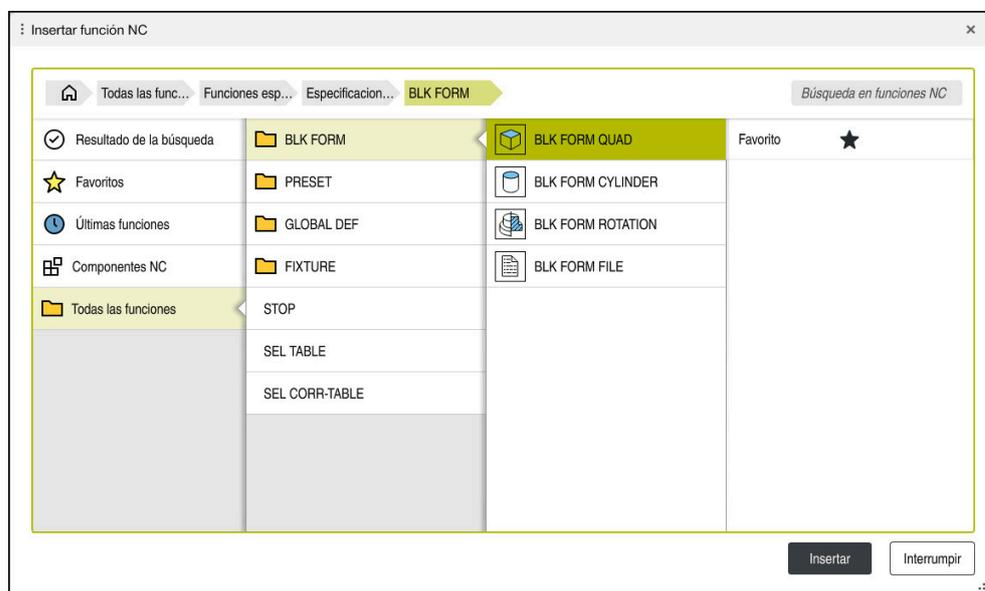 Insertar función NC
Todas las func... Funciones esp... Especificacion... BLK FORM Búsqueda en funciones NC
Resultado de la búsqueda BLK FORM BLK FORM QUAD Favorito
Favoritos PRESET BLK FORM CYLINDER
Últimas funciones GLOBAL DEF BLK FORM ROTATION
Componentes NC FIXTURE BLK FORM FILE
Todas las funciones STOP
SEL TABLE
SEL CORR-TABLE
Insertar Interrumpir